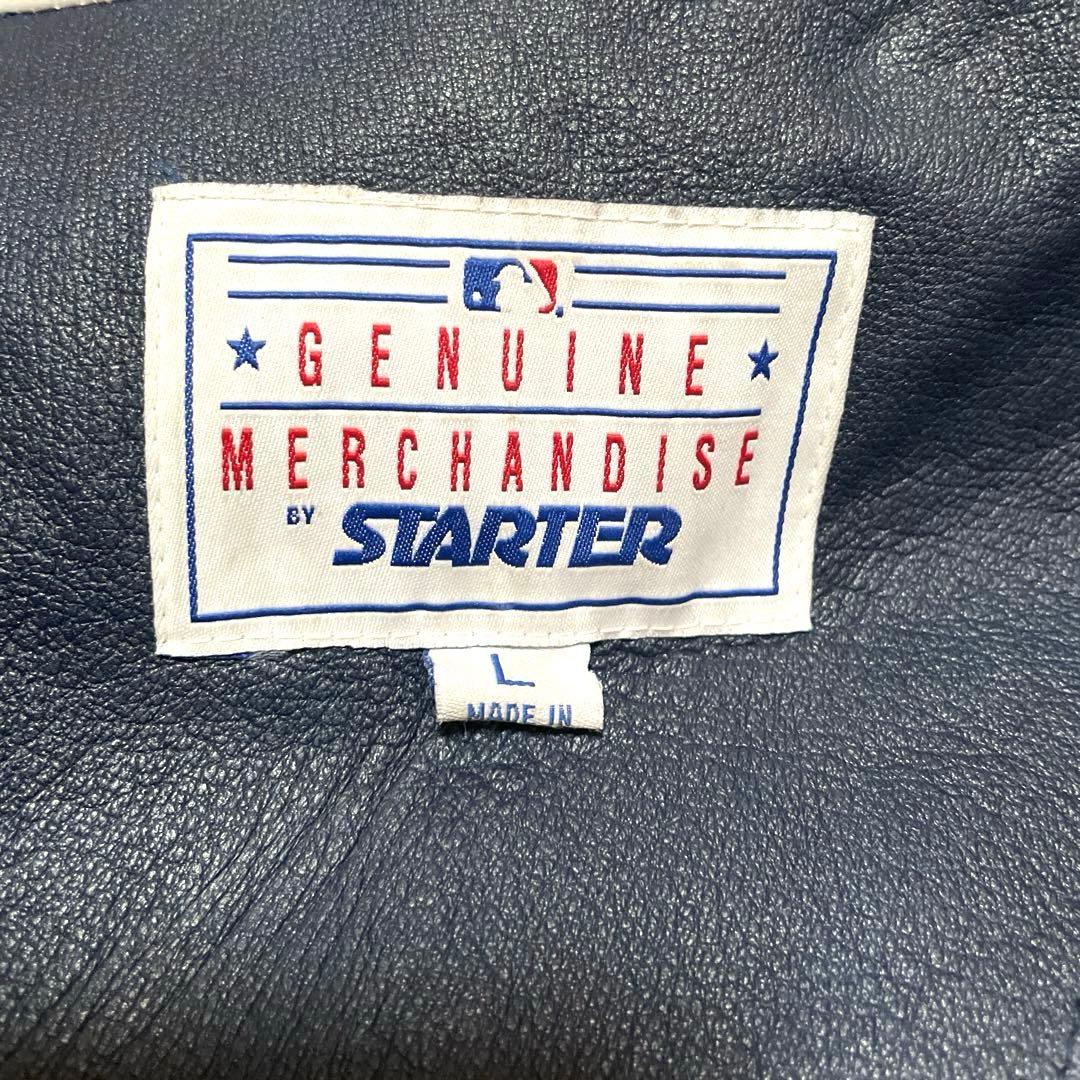 GENUINE
MERCHANDISE
BY STARTER
L
MADE IN